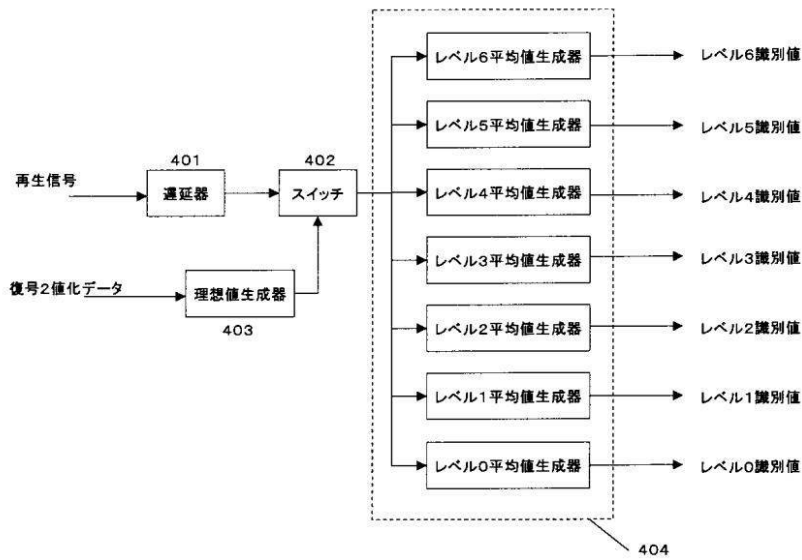 レベル6平均値生成器
レベル6識別値
レベル5平均値生成器
レベル5識別値
401
402
再生信号
遅延器
スイッチ
レベル4平均値生成器
レベル4識別値
レベル3平均値生成器
レベル3識別値
復号2値化データ
理想値生成器
403
レベル2平均値生成器
レベル2識別値
レベル1平均値生成器
レベル1識別値
レベル0平均値生成器
レベル0識別値
404